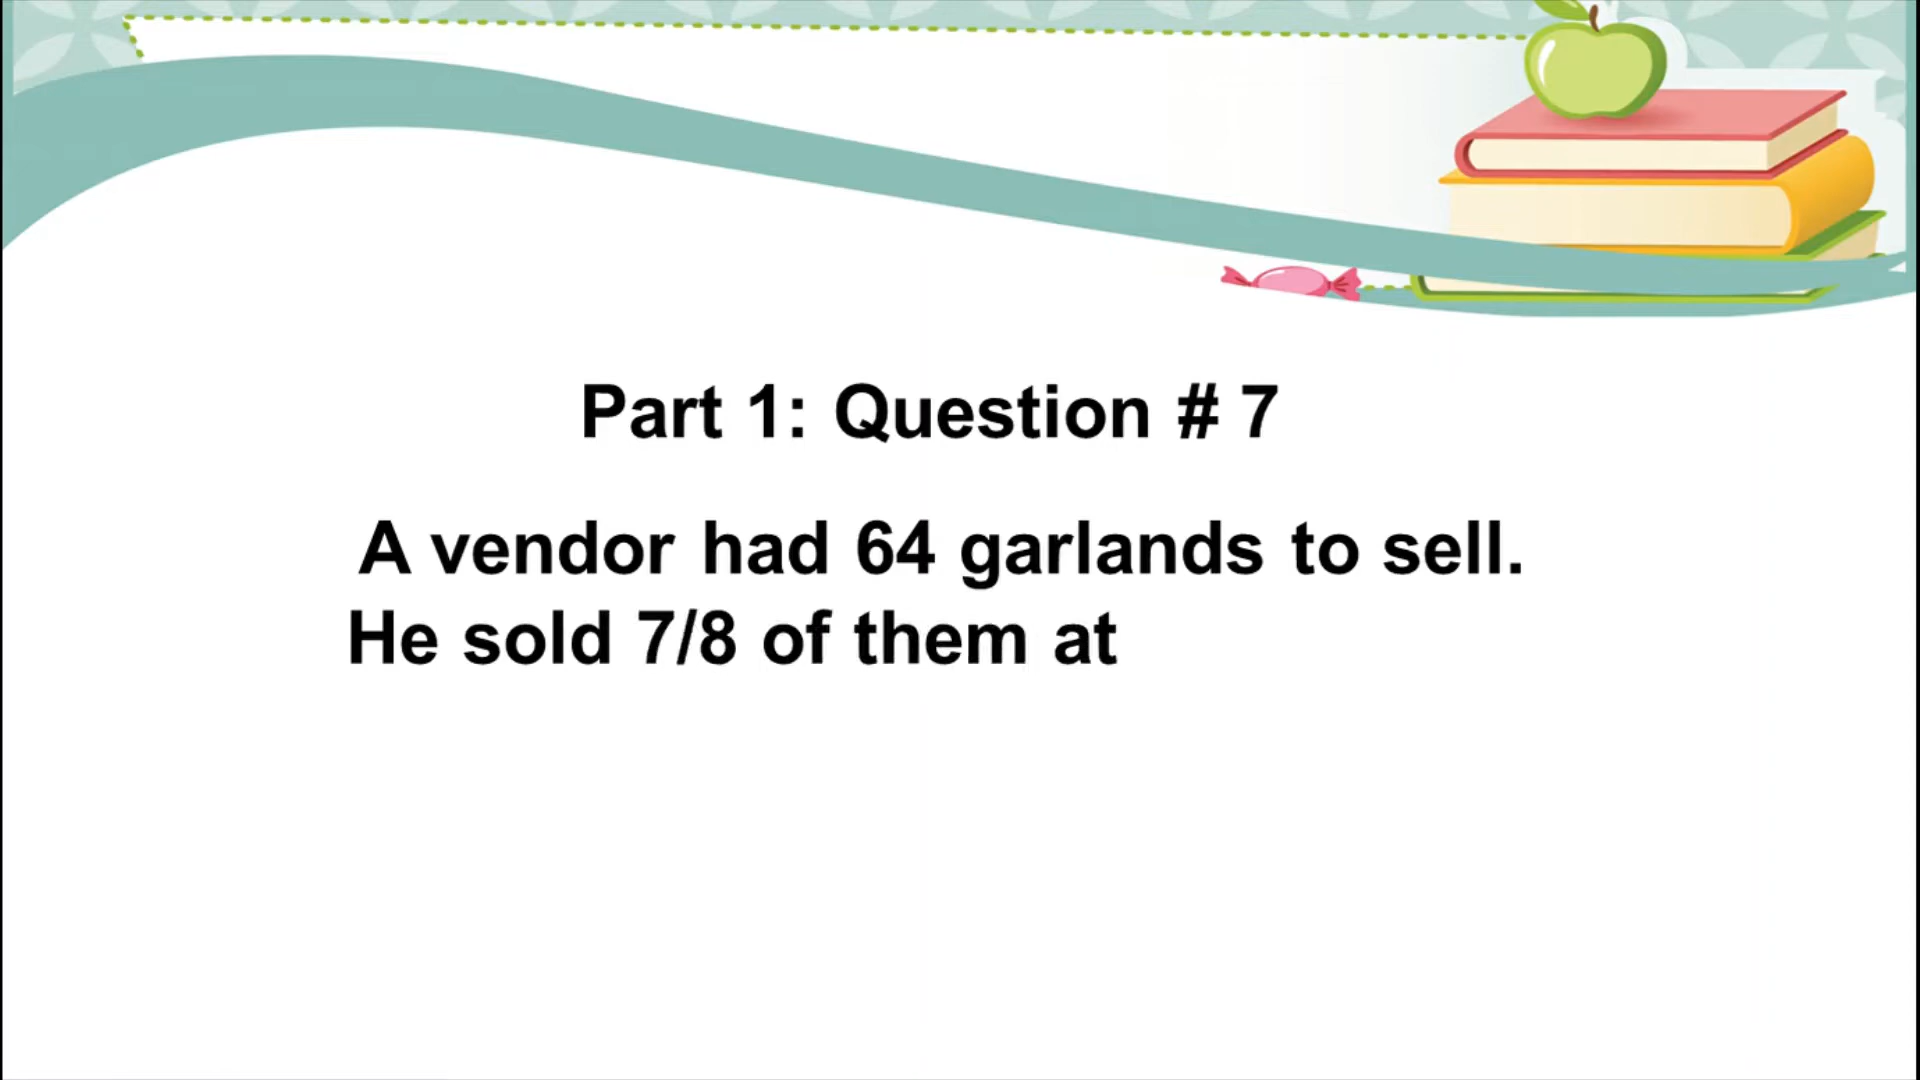 Part 1: Question # 7
A vendor had 64 garlands to sell.
He sold 7/8 of them at